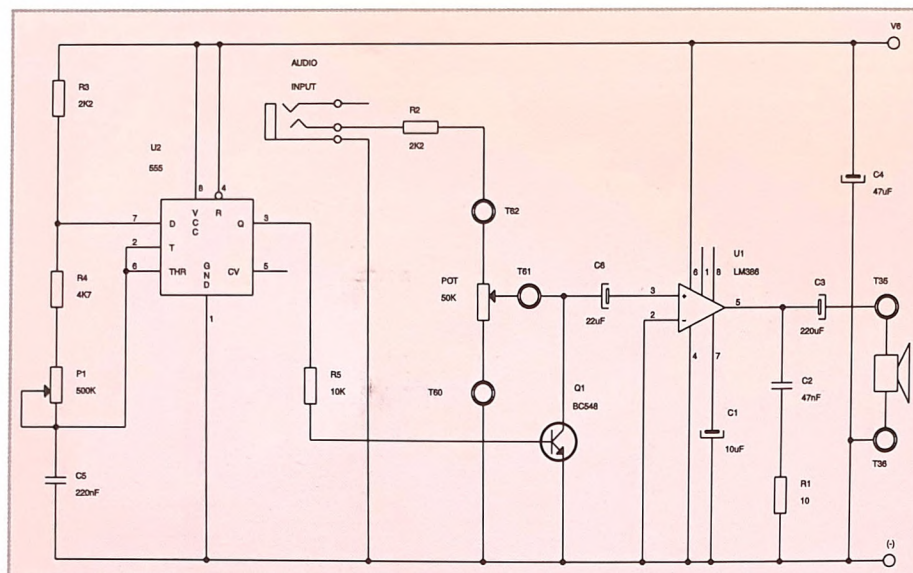 V6
AUDIO
INPUT
R3
2K2
R2
2K2
U2
555
8
4
C4
47uF
T62
7
D
V
C
C
R
Q
3
2
T
6
THR
G
N
D
CV
5
1
R4
4K7
POT
50K
T61
C6
22uF
3
+
2
-
6
1
8
U1
LM386
5
4
7
C3
220uF
T35
P1
500K
R5
10K
T60
Q1
BC548
C2
47nF
C1
10uF
T36
C5
220nF
R1
10
(-)